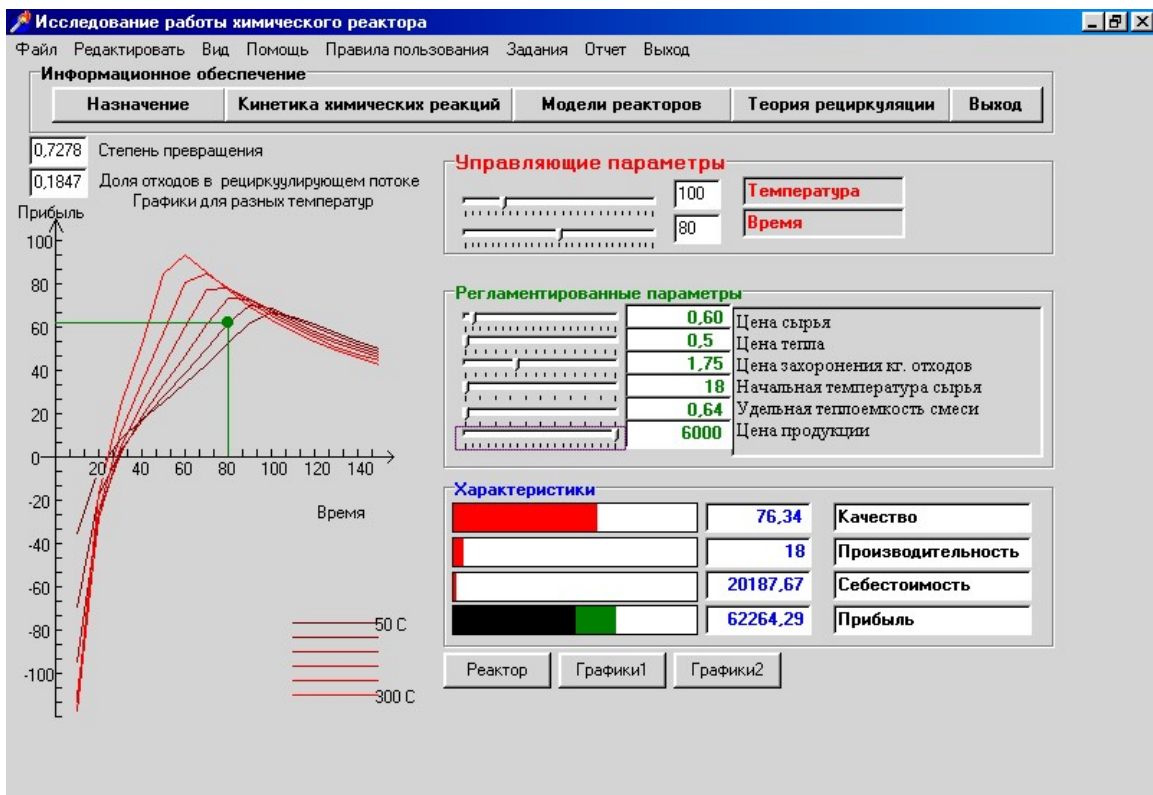 Исследование работы химического реактора
Файл Редактировать Вид Помощь Правила пользования Задания Отчет Выход
Информационное обеспечение
Назначение Кинетика химических реакций Модели реакторов Теория рециркуляции Выход
0,7278 Степень превращения
0,1847 Доля отходов в рециркуулирующем потоке
Графики для разных температур
Прибыль
100
80
60
40
20
0
-20
-40
-60
-80
-100
20 40 60 80 100 120 140
Время
50 C
300 C
Управляющие параметры
100 Температура
80 Время
Регламентированные параметры
0,60 Цена сырья
0,5 Цена тепла
1,75 Цена захоронения кг. отходов
18 Начальная температура сырья
0,64 Удельная теплоемкость смеси
6000 Цена продукции
Характеристики
76,34 Качество
18 Производительность
20187,67 Себестоимость
62264,29 Прибыль
Реактор Графики1 Графики2